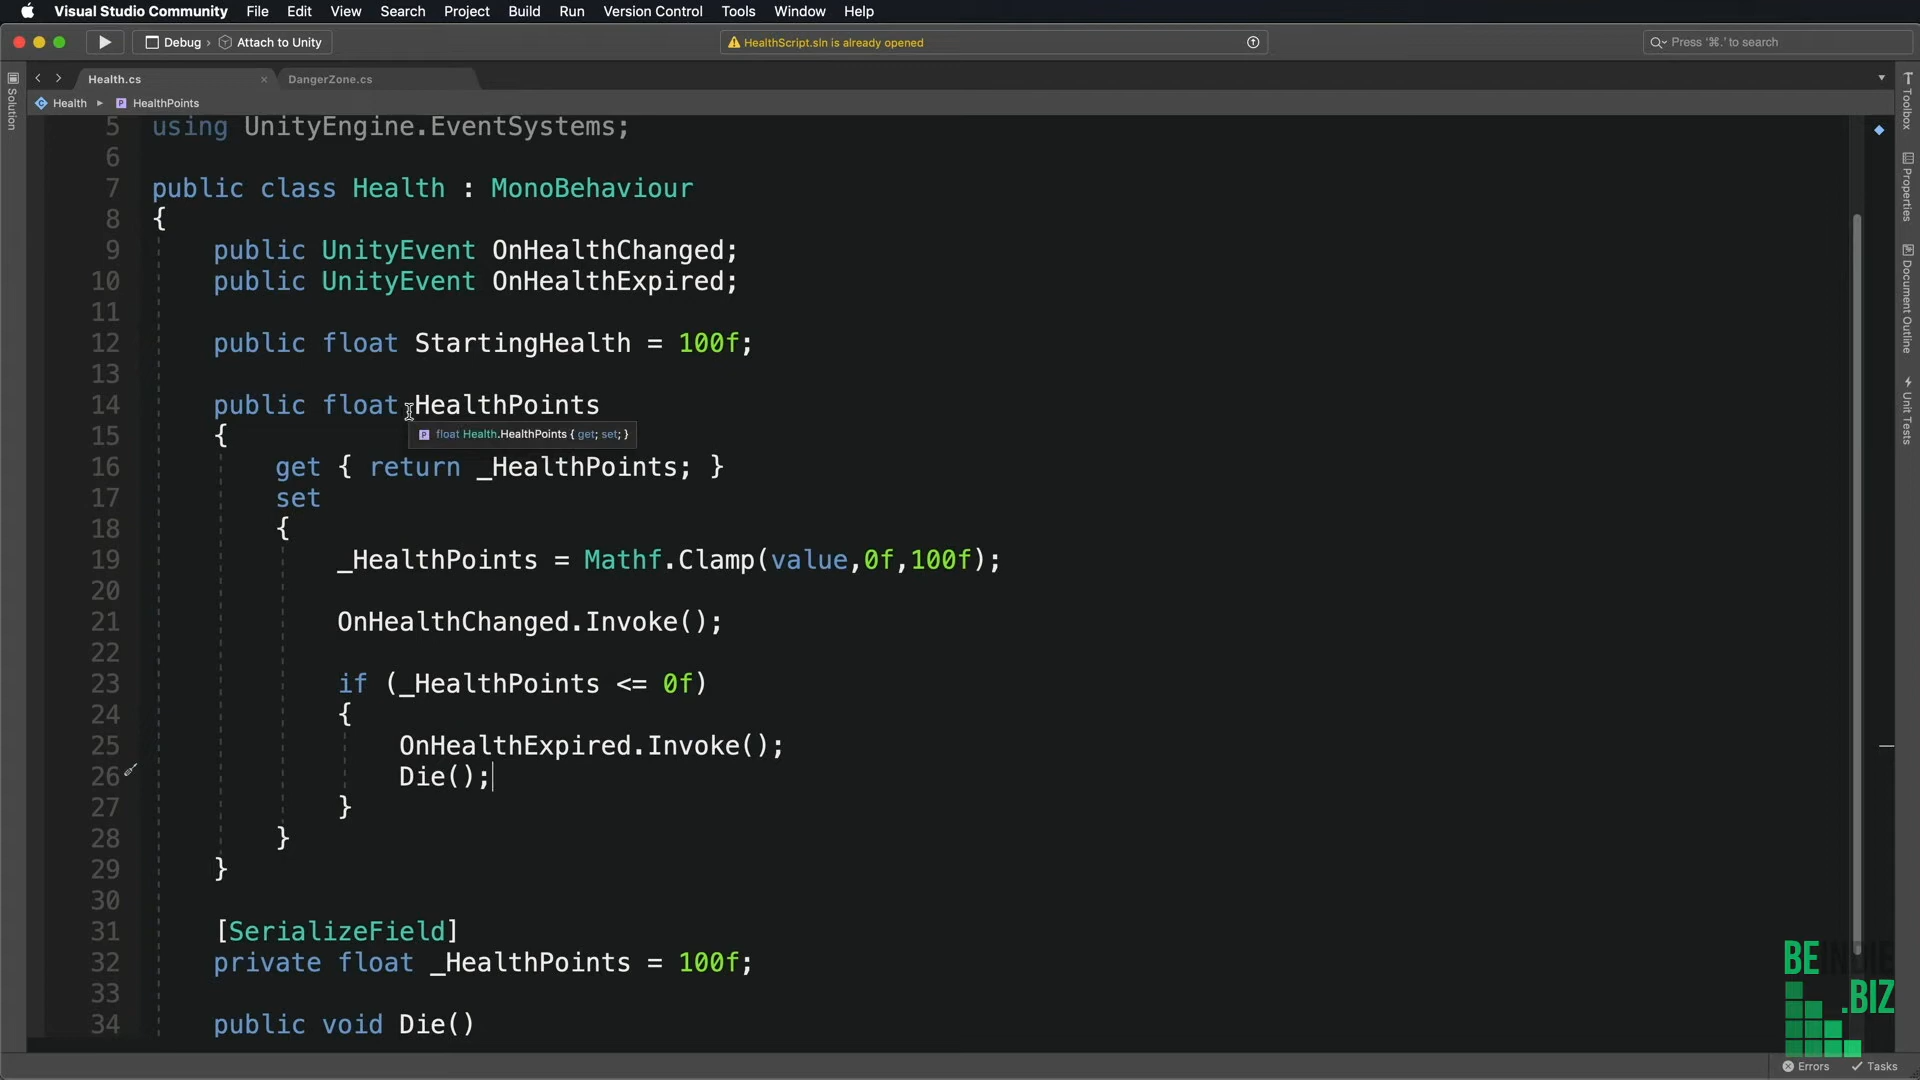 Visual Studio Community File Edit View Search Project Build Run Version Control Tools Window Help
Debug › Attach to Unity
HealthScript.sln is already opened
Press '⌘.' to search
Solution
Health.cs × DangerZone.cs
Health ▸ HealthPoints
5 using UnityEngine.EventSystems;
6
7 public class Health : MonoBehaviour
8 {
9 public UnityEvent OnHealthChanged;
10 public UnityEvent OnHealthExpired;
11
12 public float StartingHealth = 100f;
13
14 public float HealthPoints
15 {
float Health.HealthPoints { get; set; }
16 get { return _HealthPoints; }
17 set
18 {
19 _HealthPoints = Mathf.Clamp(value,0f,100f);
20
21 OnHealthChanged.Invoke();
22
23 if (_HealthPoints <= 0f)
24 {
25 OnHealthExpired.Invoke();
26 Die();
27 }
28 }
29 }
30
31 [SerializeField]
32 private float _HealthPoints = 100f;
33
34 public void Die()
Toolbox
Properties
Document Outline
Unit Tests
BEINDIE
.BIZ
Errors Tasks